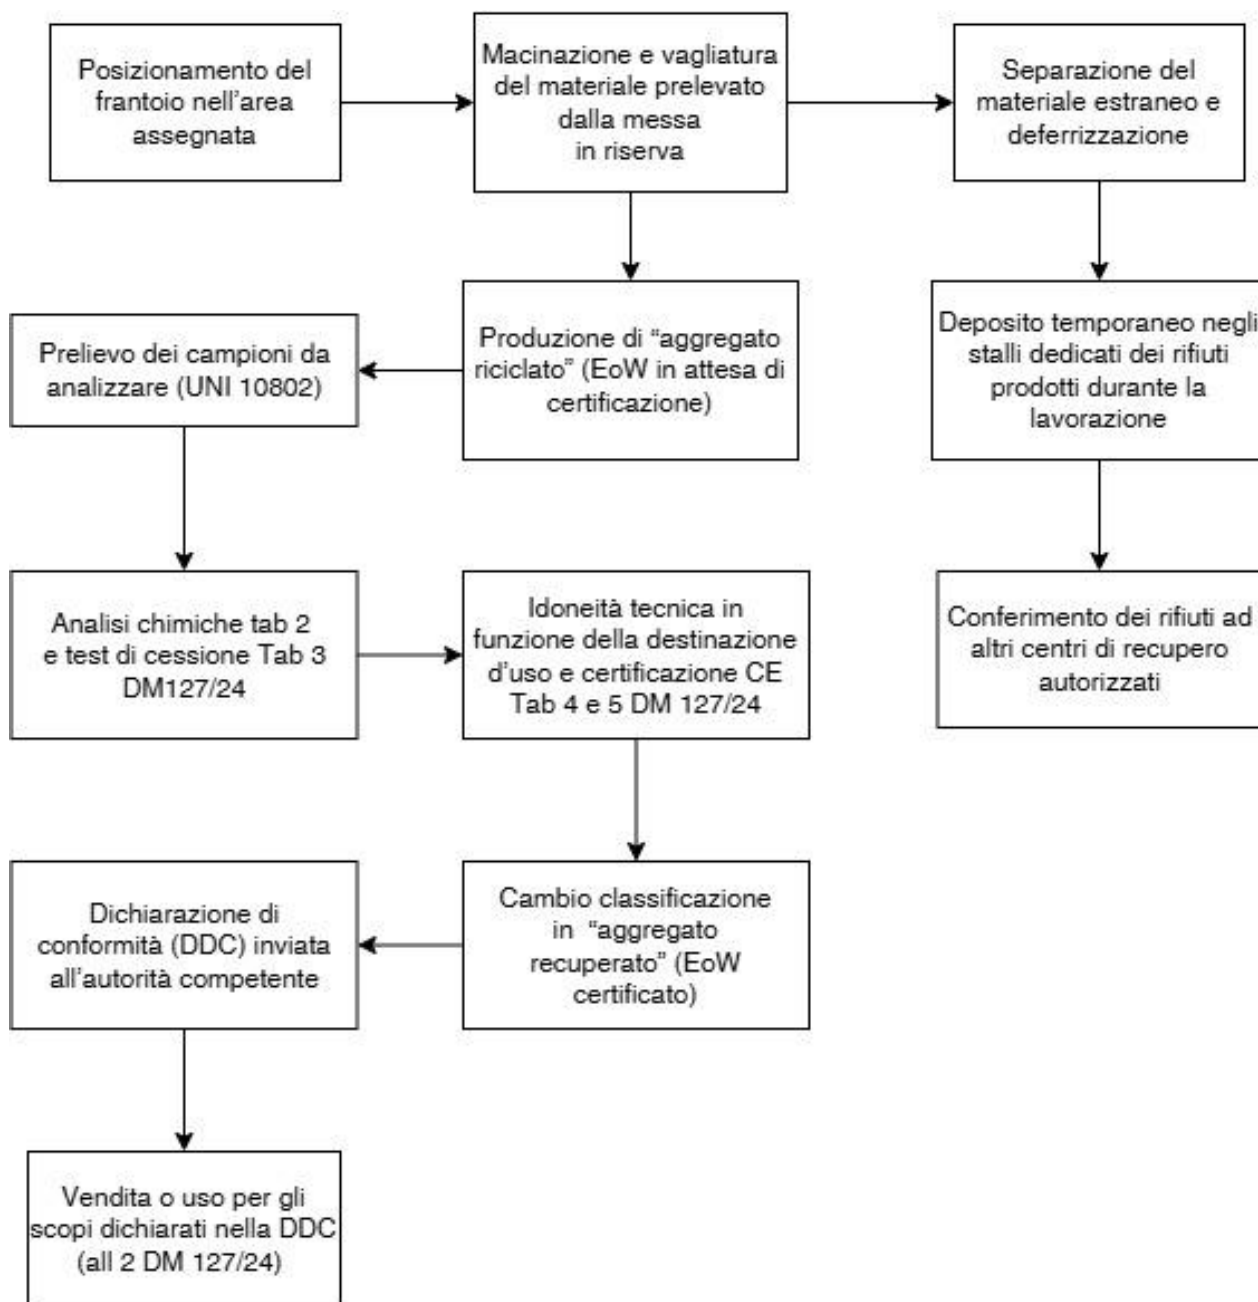 Posizionamento del
frantoio nell'area
assegnata
Macinazione e vagliatura
del materiale prelevato
dalla messa
in riserva
Separazione del
materiale estraneo e
deferrizzazione
Prelievo dei campioni da
analizzare (UNI 10802)
Produzione di “aggregato
riciclato” (EoW in attesa di
certificazione)
Deposito temporaneo negli
stalli dedicati dei rifiuti
prodotti durante la
lavorazione
Analisi chimiche tab 2
e test di cessione Tab 3
DM127/24
Idoneità tecnica in
funzione della destinazione
d'uso e certificazione CE
Tab 4 e 5 DM 127/24
Conferimento dei rifiuti ad
altri centri di recupero
autorizzati
Dichiarazione di
conformità (DDC) inviata
all'autorità competente
Cambio classificazione
in “aggregato
recuperato” (EoW
certificato)
Vendita o uso per gli
scopi dichiarati nella DDC
(all 2 DM 127/24)